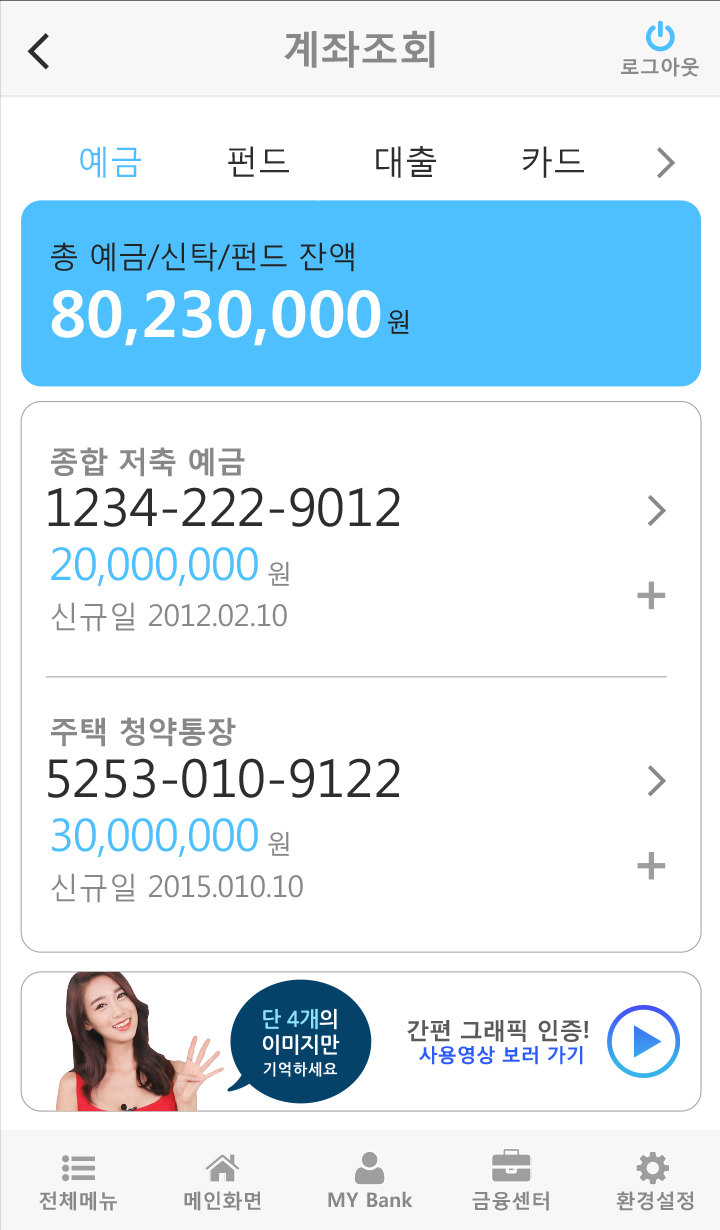 계좌조회
로그아웃
예금 펀드 대출 카드
총 예금/신탁/펀드 잔액
80,230,000원
종합 저축 예금
1234-222-9012
20,000,000 원
신규일 2012.02.10
주택 청약통장
5253-010-9122
30,000,000 원
신규일 2015.010.10
단 4개의
이미지만
기억하세요
간편 그래픽 인증!
사용영상 보러 가기
전체메뉴 메인화면 MY Bank 금융센터 환경설정